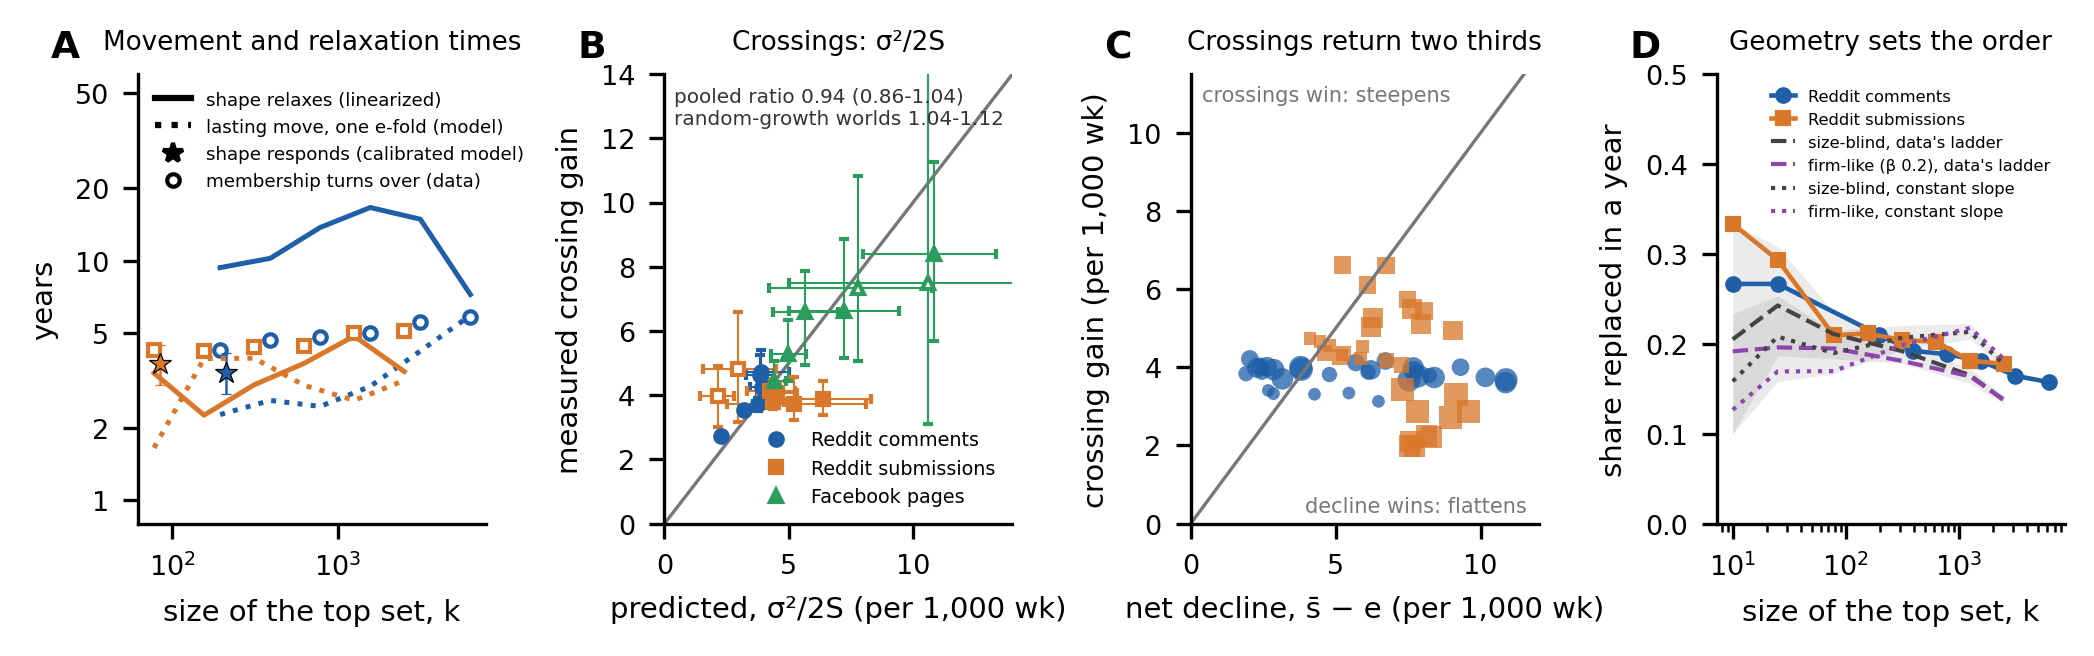 A Movement and relaxation times
50
20
10
5
2
1
years
shape relaxes (linearized)
lasting move, one e-fold (model)
shape responds (calibrated model)
membership turns over (data)
10²
10³
size of the top set, k
B Crossings: σ²/2S
14
12
10
8
6
4
2
0
measured crossing gain
pooled ratio 0.94 (0.86-1.04)
random-growth worlds 1.04-1.12
Reddit comments
Reddit submissions
Facebook pages
0 5 10
predicted, σ²/2S (per 1,000 wk)
C Crossings return two thirds
10
8
6
4
2
0
crossing gain (per 1,000 wk)
crossings win: steepens
decline wins: flattens
0 5 10
net decline, s̄ − e (per 1,000 wk)
D Geometry sets the order
0.5
0.4
0.3
0.2
0.1
0.0
share replaced in a year
Reddit comments
Reddit submissions
size-blind, data's ladder
firm-like (β 0.2), data's ladder
size-blind, constant slope
firm-like, constant slope
10¹ 10² 10³
size of the top set, k